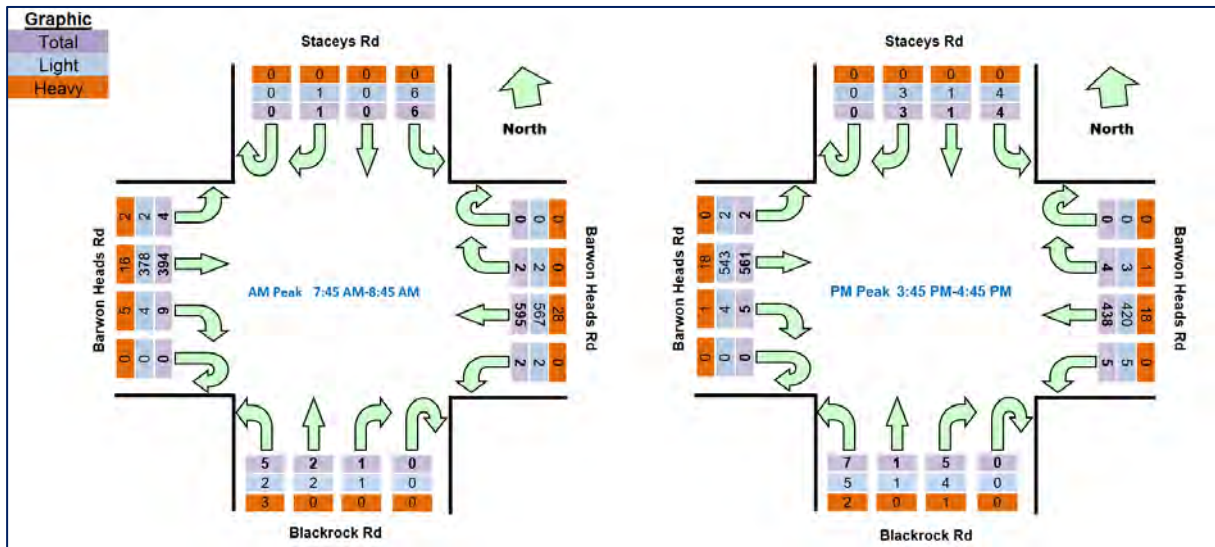 Graphic
Total
Light
Heavy
Staceys Rd
0 0 0 0
0 1 0 6
0 1 0 6
North
Barwon Heads Rd
2 2 4
16 378 394
5 4 9
0 0 0
AM Peak 7:45 AM-8:45 AM
0 0 0
2 2 0
595 567 28
2 2 0
Barwon Heads Rd
5 2 1 0
2 2 1 0
3 0 0 0
Blackrock Rd
Staceys Rd
0 0 0 0
0 3 1 4
0 3 1 4
North
Barwon Heads Rd
0 2 2
18 543 561
1 4 5
0 0 0
PM Peak 3:45 PM-4:45 PM
0 0 0
4 3 1
438 420 18
5 5 0
Barwon Heads Rd
7 1 5 0
5 1 4 0
2 0 1 0
Blackrock Rd